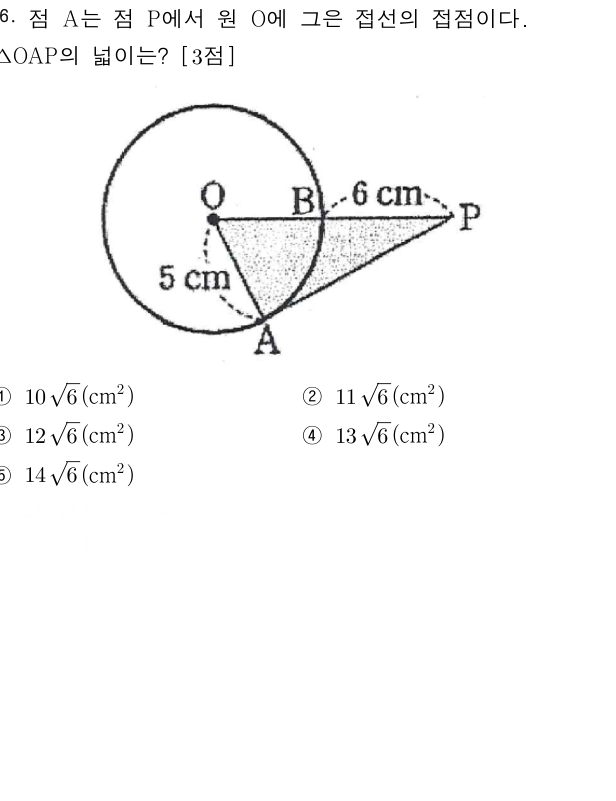 6. 점 A는 점 P에서 원 O에 그은 접선의 접점이다.
△OAP의 넓이는? [3점]
O
B
6 cm
P
5 cm
A
① 10√6(cm²) ② 11√6(cm²)
③ 12√6(cm²) ④ 13√6(cm²)
⑤ 14√6(cm²)